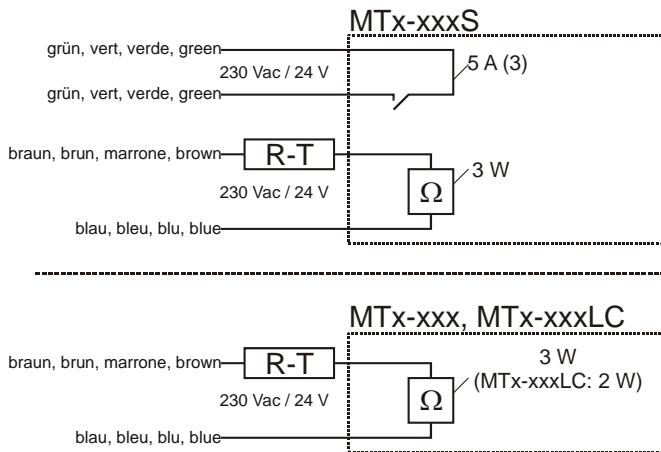 MTx-xxxS
grün, vert, verde, green
230 Vac / 24 V
5 A (3)
grün, vert, verde, green
braun, brun, marrone, brown
R-T
3 W
230 Vac / 24 V
Ω
blau, bleu, blu, blue
MTx-xxx, MTx-xxxLC
braun, brun, marrone, brown
R-T
3 W
(MTx-xxxLC: 2 W)
230 Vac / 24 V
Ω
blau, bleu, blu, blue